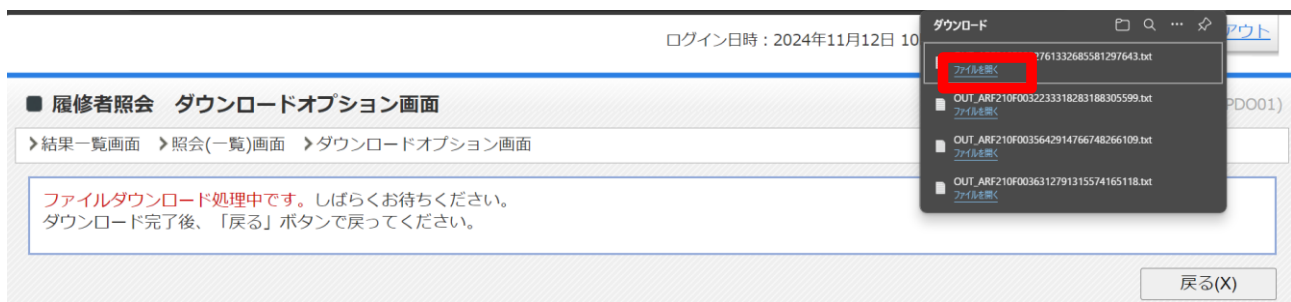 ログイン日時：2024年11月12日 10
アウト
ダウンロード
2761332685581297643.txt
ファイルを開く
OUT_ARF210F0032233318283188305599.txt
ファイルを開く
OUT_ARF210F0035642914766748266109.txt
ファイルを開く
OUT_ARF210F0036312791315574165118.txt
ファイルを開く
■ 履修者照会　ダウンロードオプション画面
PDO01)
>結果一覧画面 >照会(一覧)画面 >ダウンロードオプション画面
ファイルダウンロード処理中です。しばらくお待ちください。
ダウンロード完了後、「戻る」ボタンで戻ってください。
戻る(X)